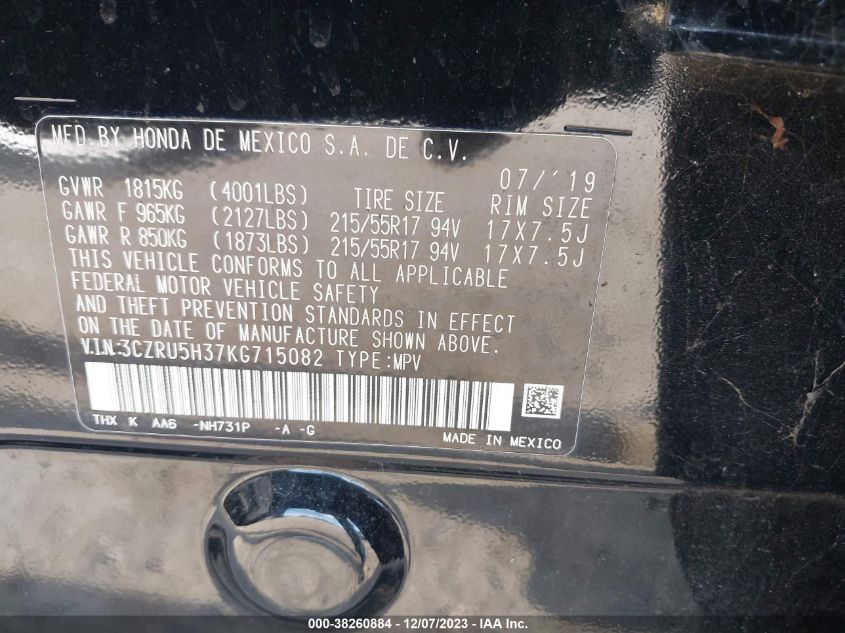 MFD.BY HONDA DE MEXICO S.A. DE C.V.
07/'19
GVWR 1815KG (4001LBS) TIRE SIZE RIM SIZE
GAWR F 965KG (2127LBS) 215/55R17 94V 17X7.5J
GAWR R 850KG (1873LBS) 215/55R17 94V 17X7.5J
THIS VEHICLE CONFORMS TO ALL APPLICABLE
FEDERAL MOTOR VEHICLE SAFETY
AND THEFT PREVENTION STANDARDS IN EFFECT
ON THE DATE OF MANUFACTURE SHOWN ABOVE.
V.I.N:3CZRU5H37KG715082 TYPE:MPV
THX K AA6 -NH731P -A -G
MADE IN MEXICO
000-38260884 - 12/07/2023 - IAA Inc.